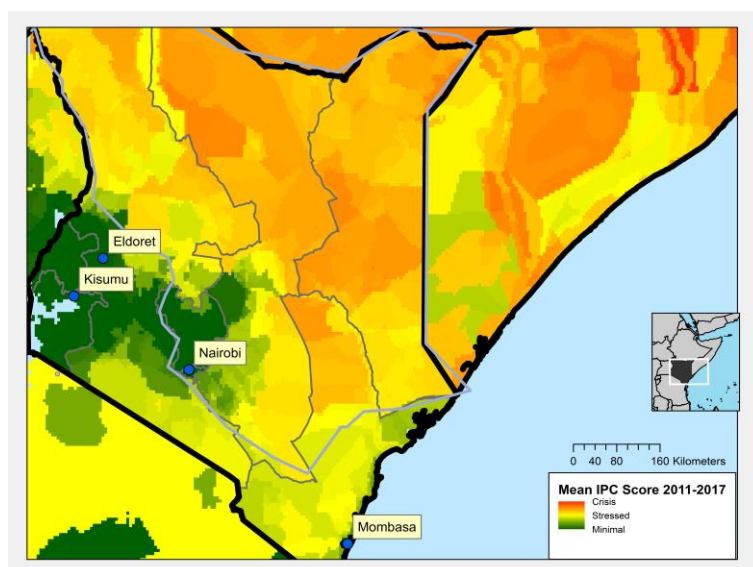 Eldoret
Kisumu
Nairobi
Mombasa
0 40 80 160 Kilometers
Mean IPC Score 2011-2017
Crisis
Stressed
Minimal